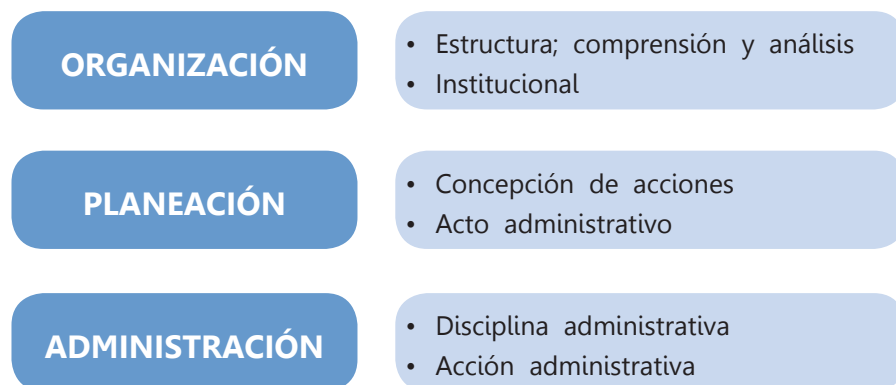 ORGANIZACIÓN
• Estructura; comprensión y análisis
• Institucional
PLANEACIÓN
• Concepción de acciones
• Acto administrativo
ADMINISTRACIÓN
• Disciplina administrativa
• Acción administrativa